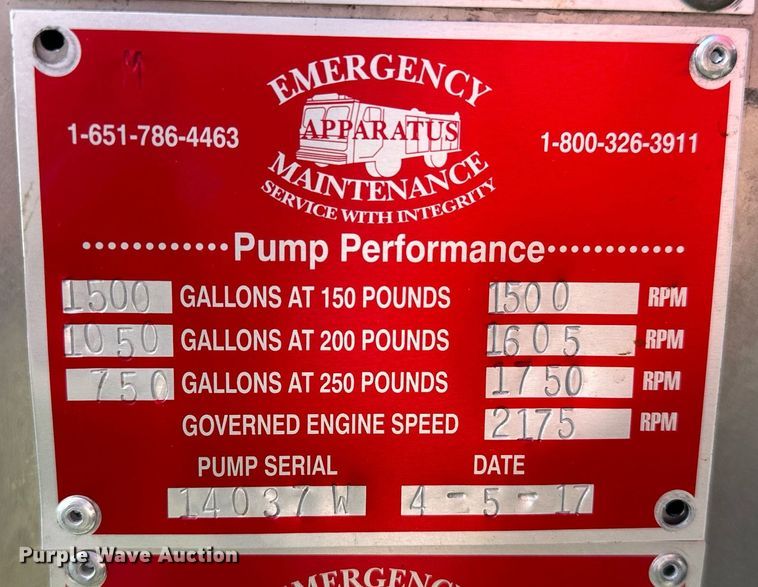 EMERGENCY
APPARATUS
MAINTENANCE
SERVICE WITH INTEGRITY
1-651-786-4463
1-800-326-3911
Pump Performance
1500 GALLONS AT 150 POUNDS 1500 RPM
1050 GALLONS AT 200 POUNDS 1605 RPM
750 GALLONS AT 250 POUNDS 1750 RPM
GOVERNED ENGINE SPEED 2175 RPM
PUMP SERIAL DATE
14037W 4-5-17
Purple Wave Auction
EMERGENCY